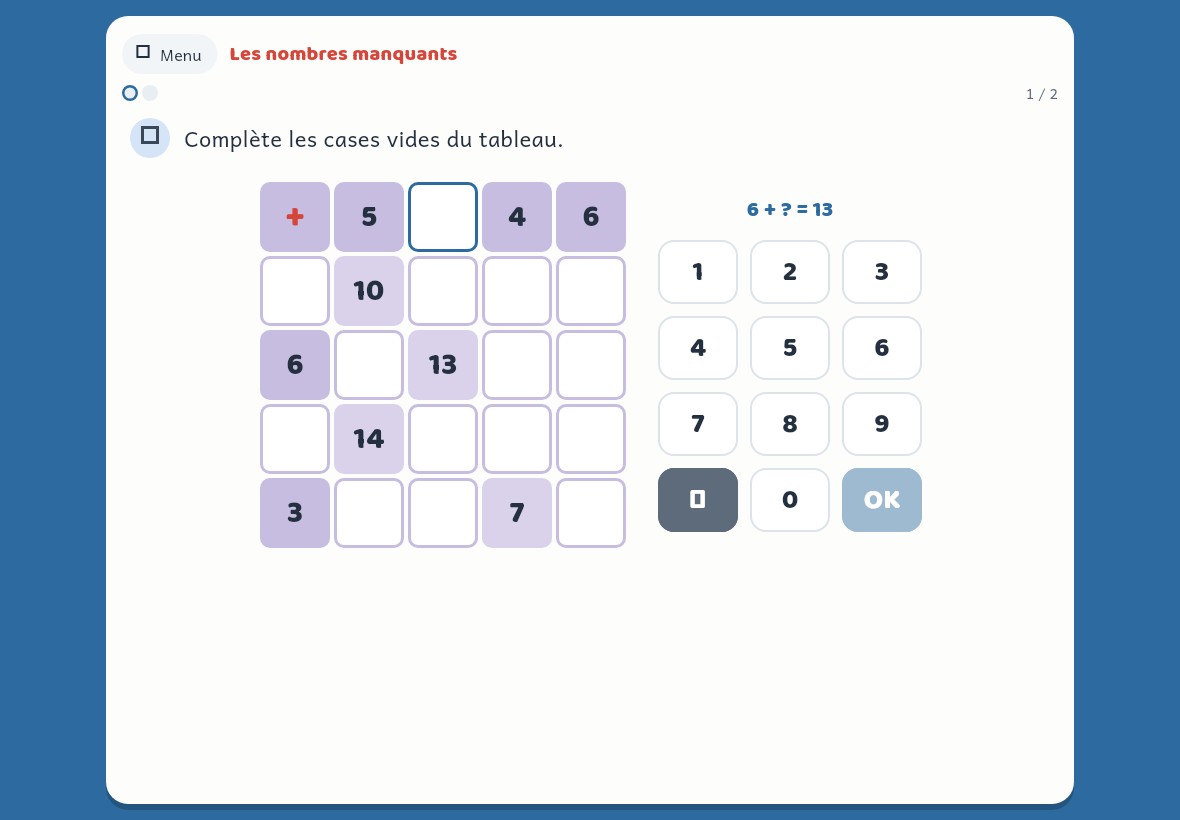 Menu
Les nombres manquants
1 / 2
Complète les cases vides du tableau.
+ 5 4 6
10
6 13
14
3 7
6 + ? = 13
1 2 3
4 5 6
7 8 9
0 OK